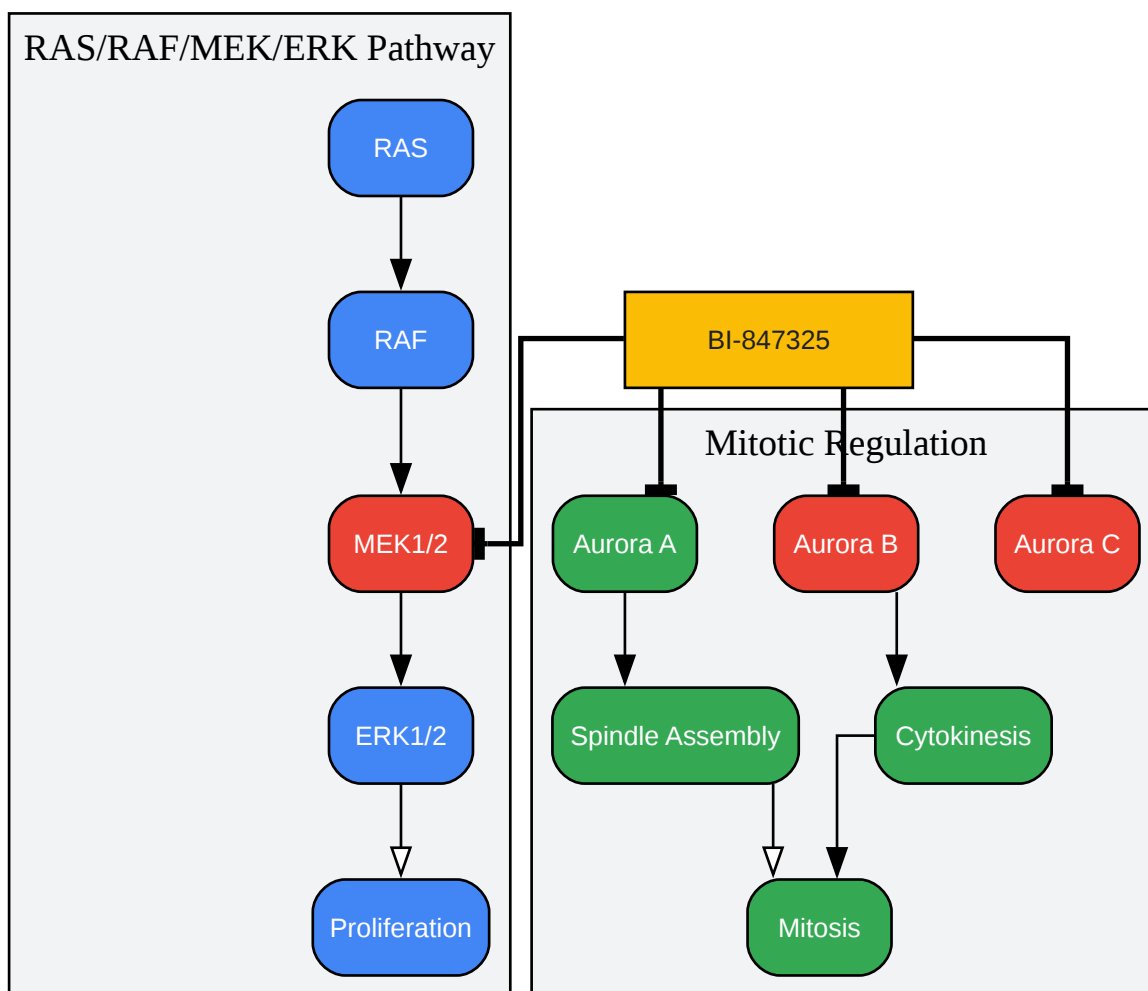 RAS/RAF/MEK/ERK Pathway
RAS
RAF
BI-847325
Mitotic Regulation
MEK1/2
Aurora A
Aurora B
Aurora C
ERK1/2
Spindle Assembly
Cytokinesis
Proliferation
Mitosis